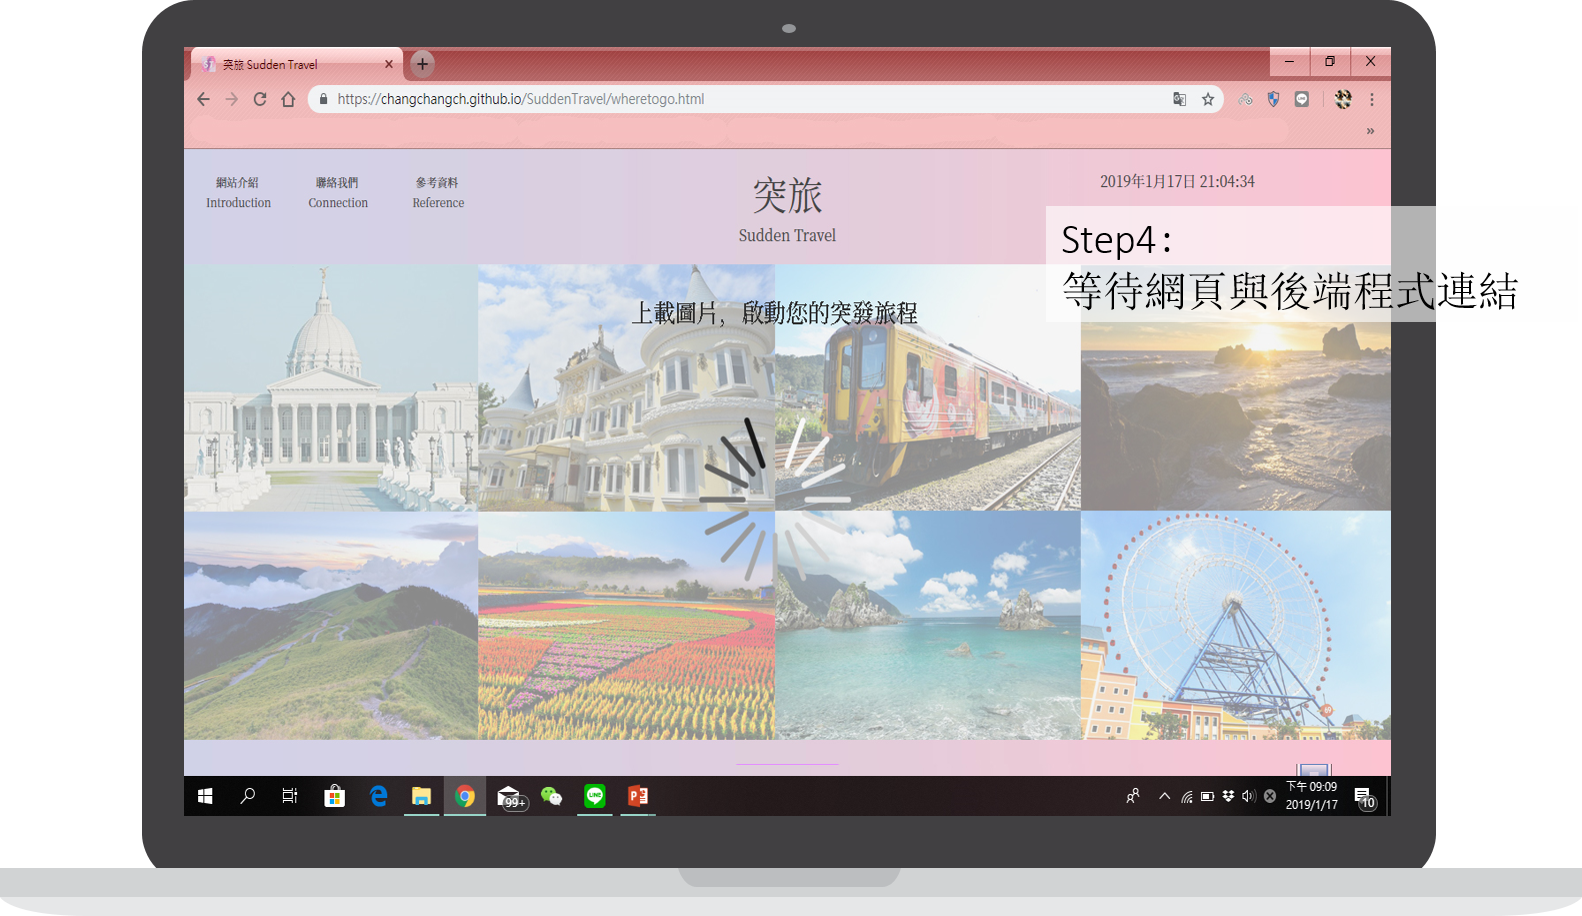 突旅 Sudden Travel
https://changchangch.github.io/SuddenTravel/wheretogo.html
網站介紹
Introduction
聯絡我們
Connection
參考資料
Reference
突旅
Sudden Travel
2019年1月17日 21:04:34
Step4:
等待網頁與後端程式連結
上載圖片，啟動您的突發旅程
99+
下午 09:09
2019/1/17
10